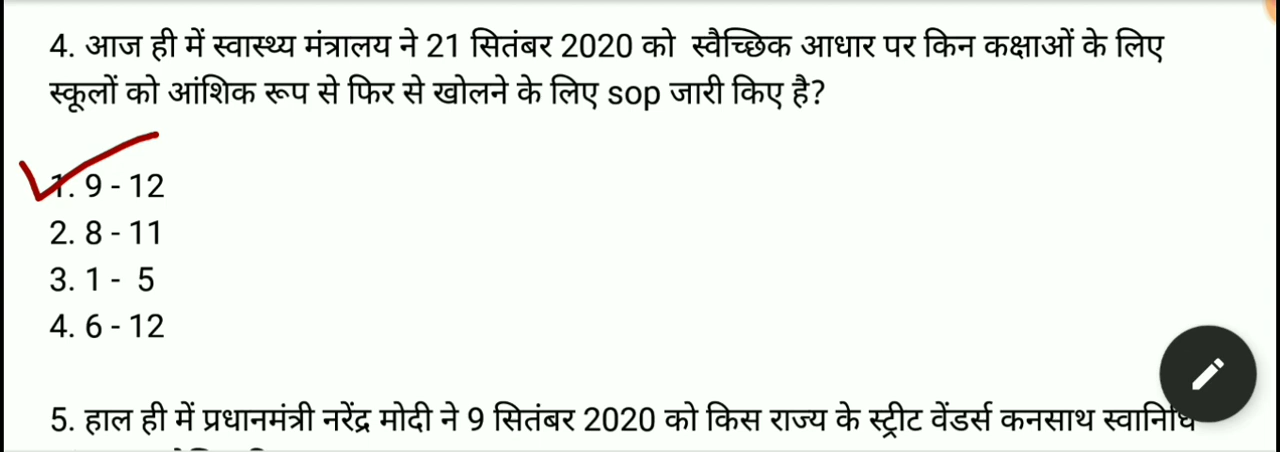 4. आज ही में स्वास्थ्य मंत्रालय ने 21 सितंबर 2020 को स्वैच्छिक आधार पर किन कक्षाओं के लिए
स्कूलों को आंशिक रूप से फिर से खोलने के लिए sop जारी किए है?
1. 9 - 12
2. 8 - 11
3. 1 - 5
4. 6 - 12
5. हाल ही में प्रधानमंत्री नरेंद्र मोदी ने 9 सितंबर 2020 को किस राज्य के स्ट्रीट वेंडर्स कनसाथ स्वानिधि